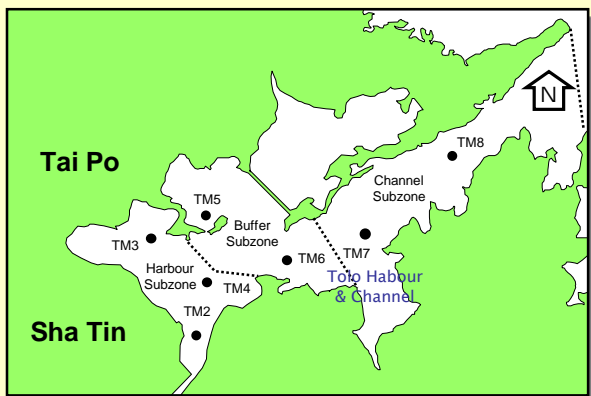 N
TM8
Tai Po
Channel
Subzone
TM5
Buffer
Subzone
TM3
TM7
TM6
Harbour
Subzone
Tolo Habour
& Channel
TM4
TM2
Sha Tin